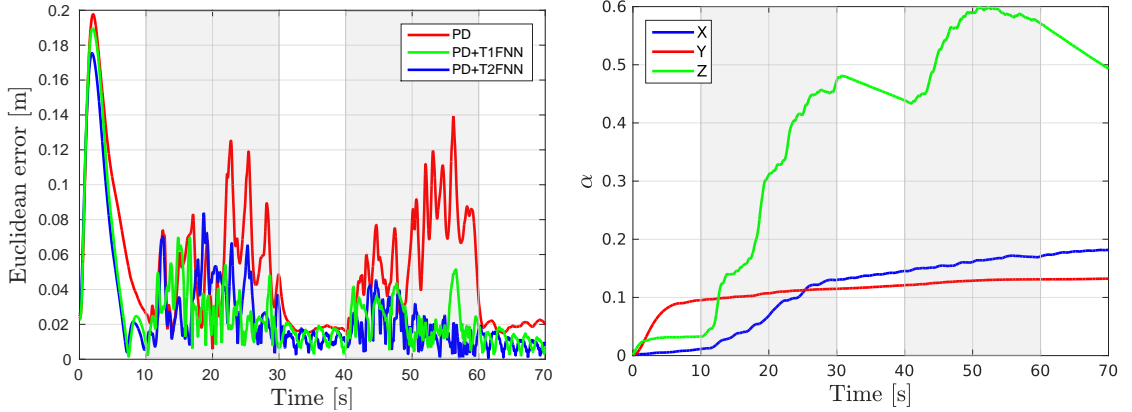 Euclidean error [m]
0.2
0.18
0.16
0.14
0.12
0.1
0.08
0.06
0.04
0.02
0
0 10 20 30 40 50 60 70
Time [s]
PD
PD+T1FNN
PD+T2FNN
α
0.6
0.5
0.4
0.3
0.2
0.1
0
0 10 20 30 40 50 60 70
Time [s]
X
Y
Z